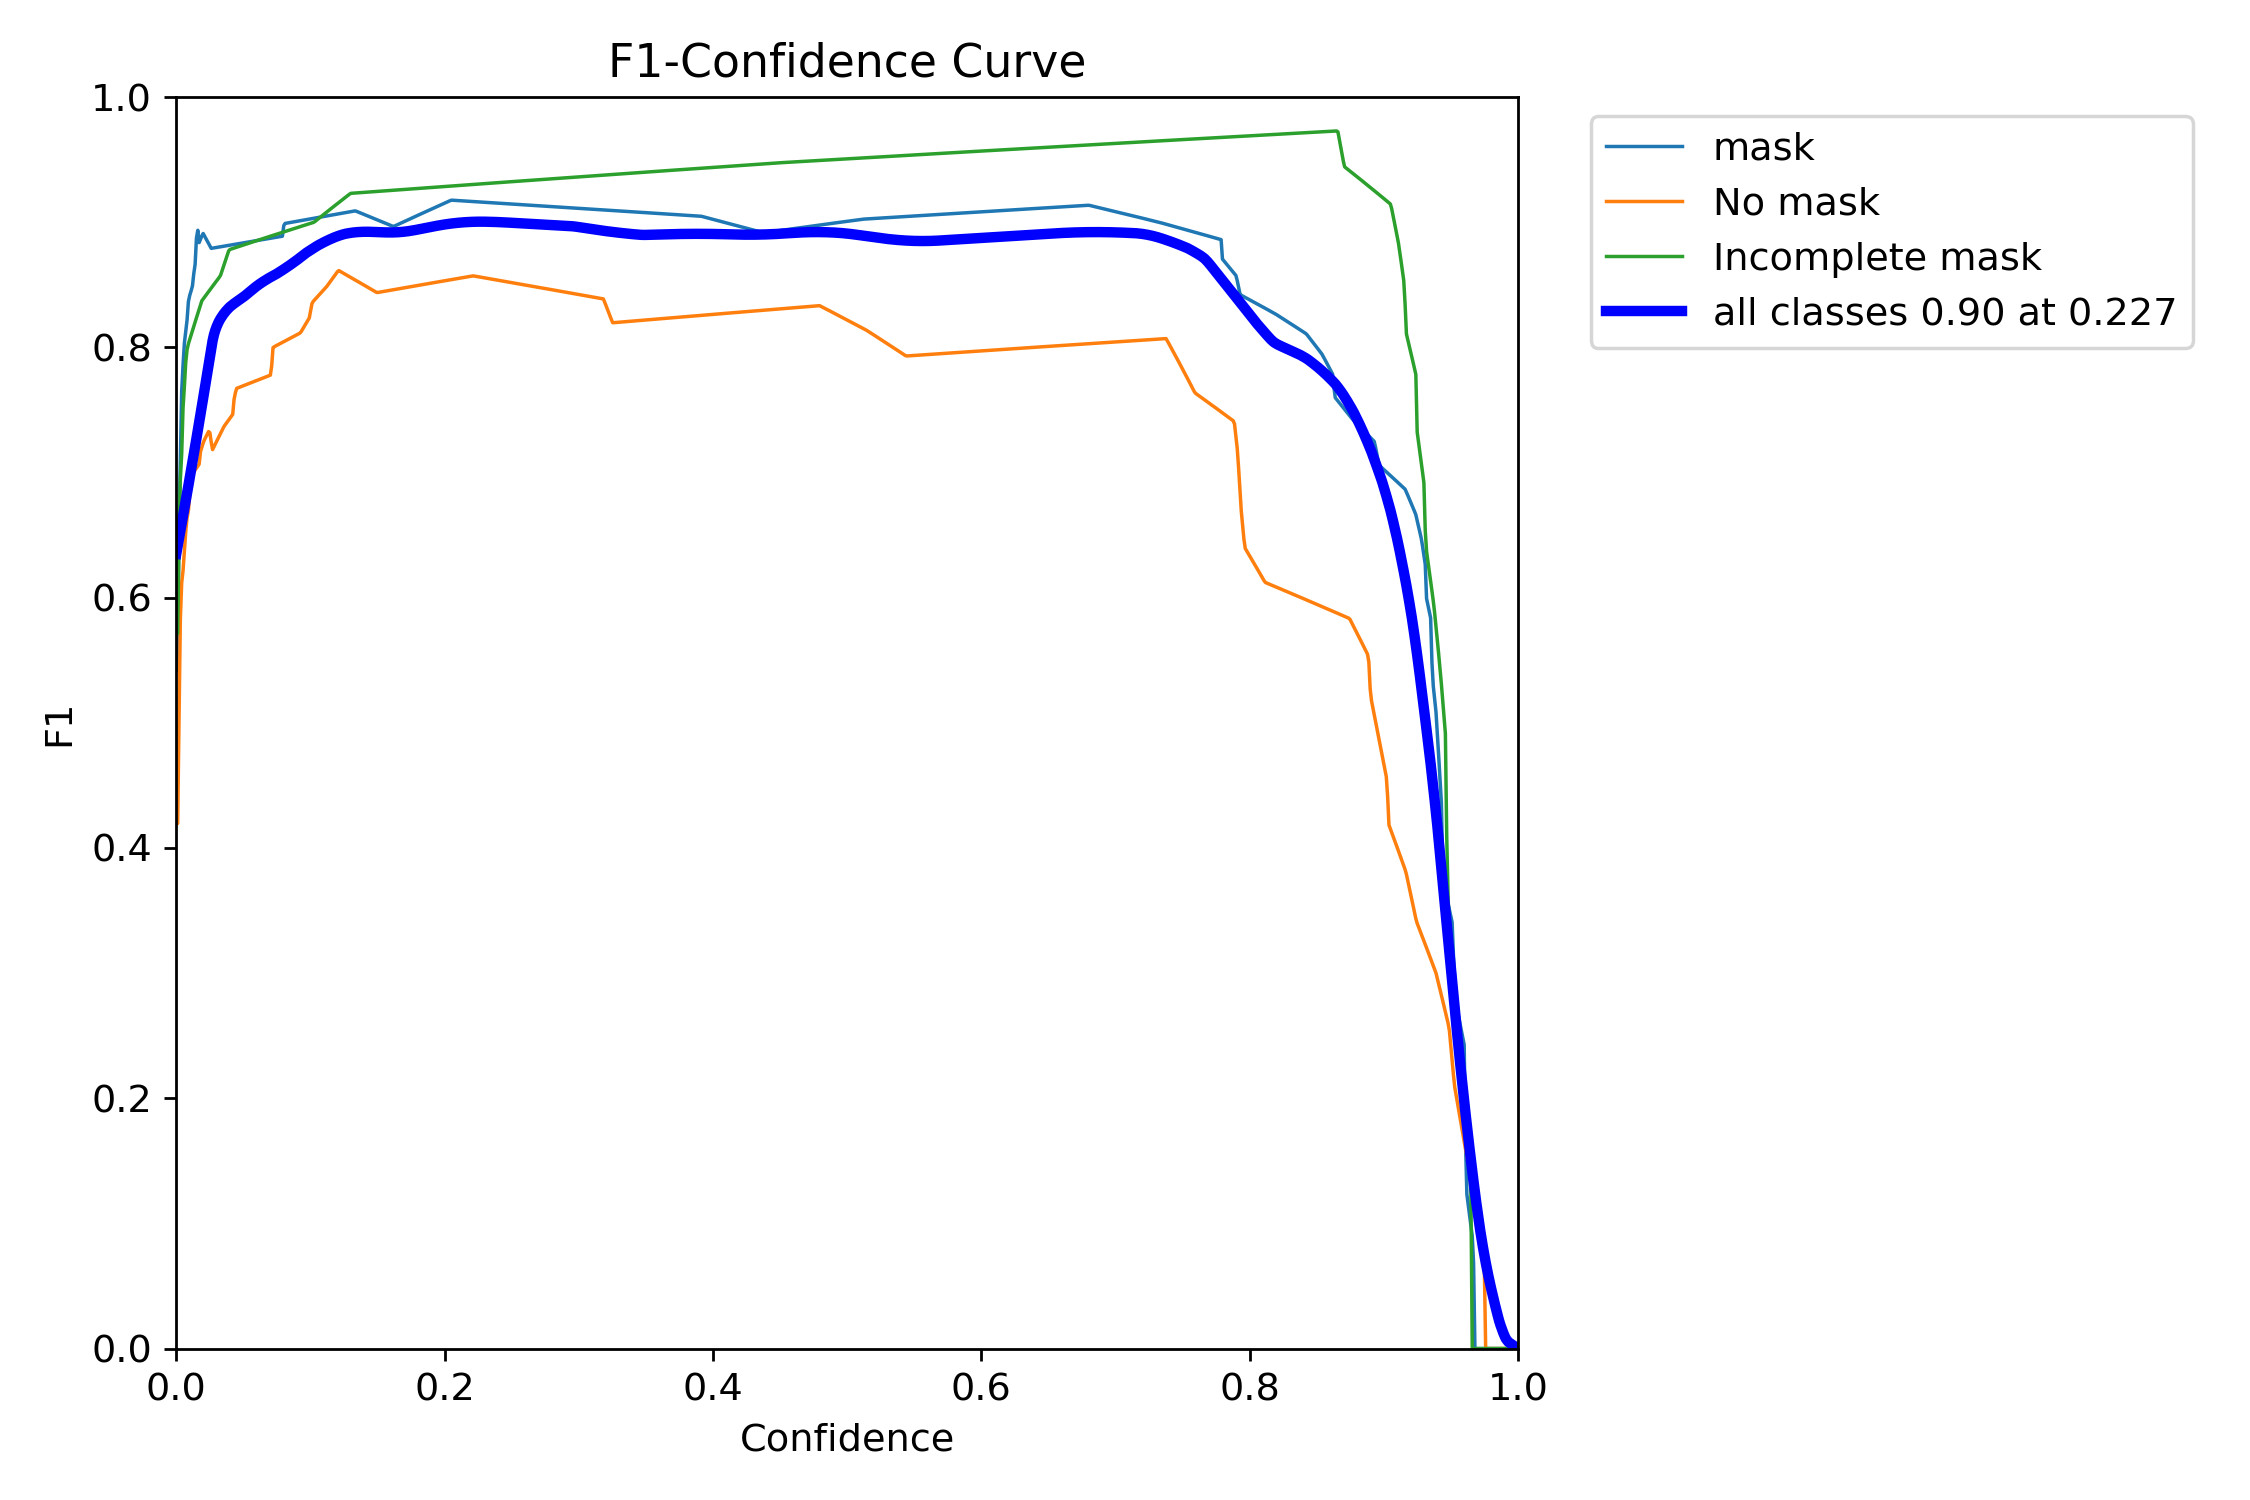 F1-Confidence Curve
1.0
0.8
0.6
0.4
0.2
0.0
F1
0.0 0.2 0.4 0.6 0.8 1.0
Confidence
mask
No mask
Incomplete mask
all classes 0.90 at 0.227